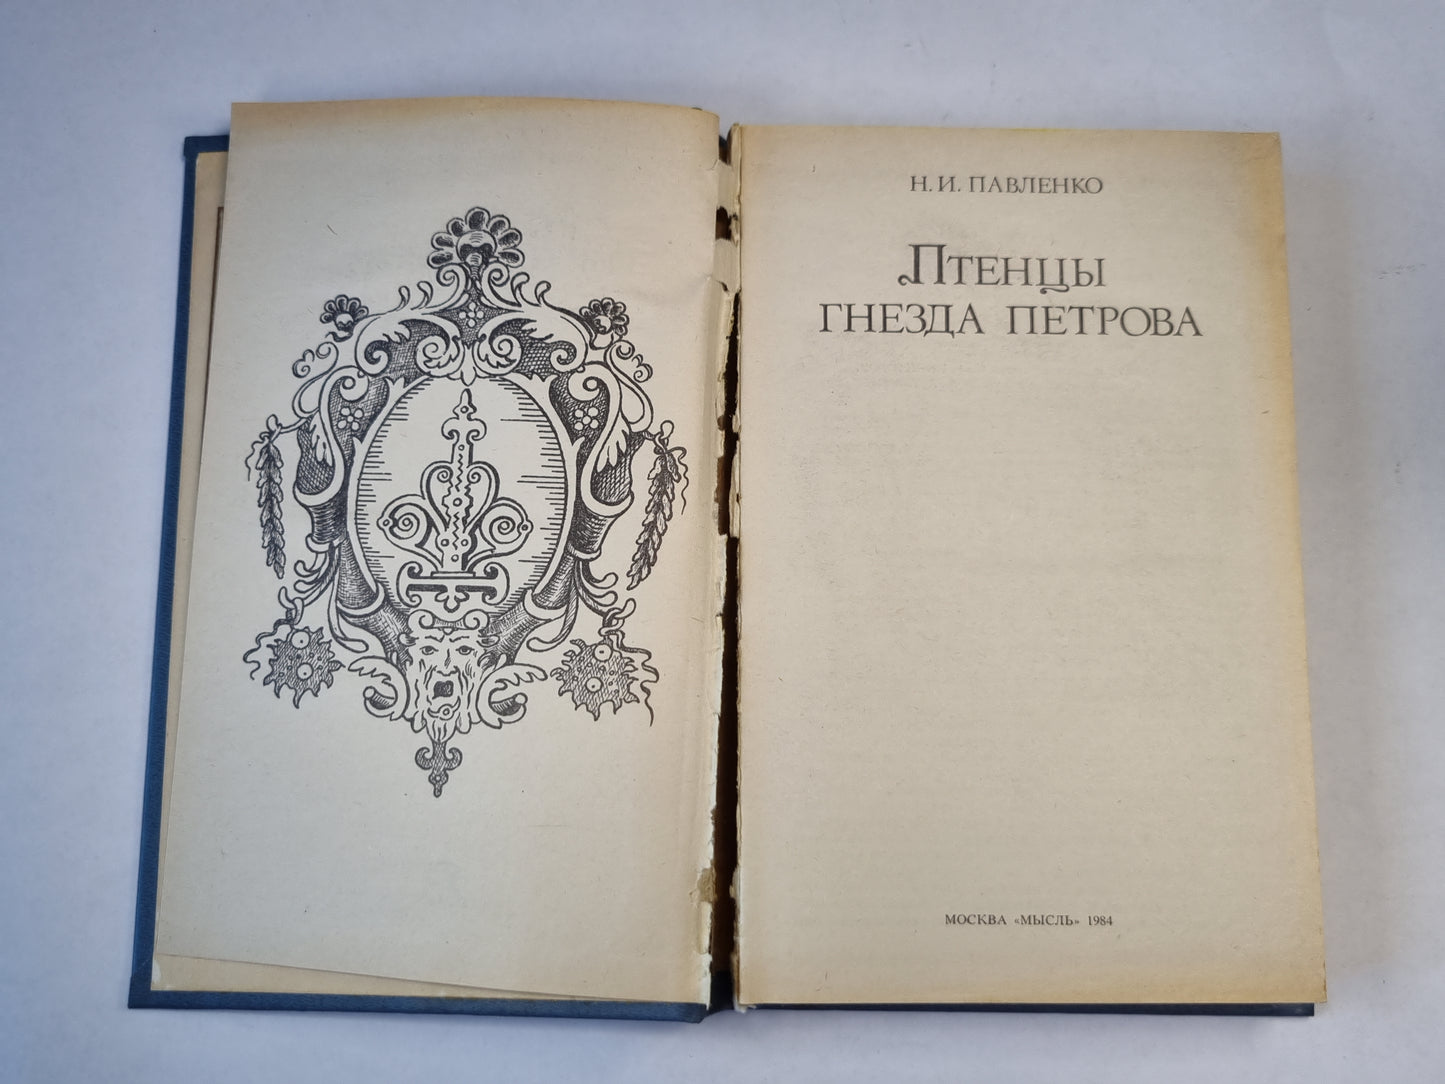 Н. И. ПАВЛЕНКО
ПТЕНЦЫ
ГНЕЗДА ПЕТРОВА
МОСКВА «МЫСЛЬ» 1984